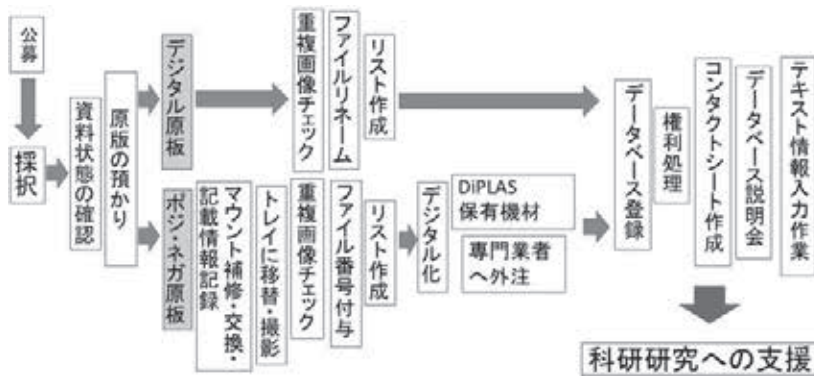 公募
採択
資料状態の確認
原版の預かり
デジタル原板
重複画像チェック
ファイルリネーム
リスト作成
ポジ・ネガ原板
マウント補修・交換・
記載情報記録
トレイに移替・撮影
重複画像チェック
ファイル番号付与
リスト作成
デジタル化
DiPLAS
保有機材
専門業者
へ外注
データベース登録
権利処理
コンタクトシート作成
データベース説明会
テキスト情報入力作業
科研研究への支援